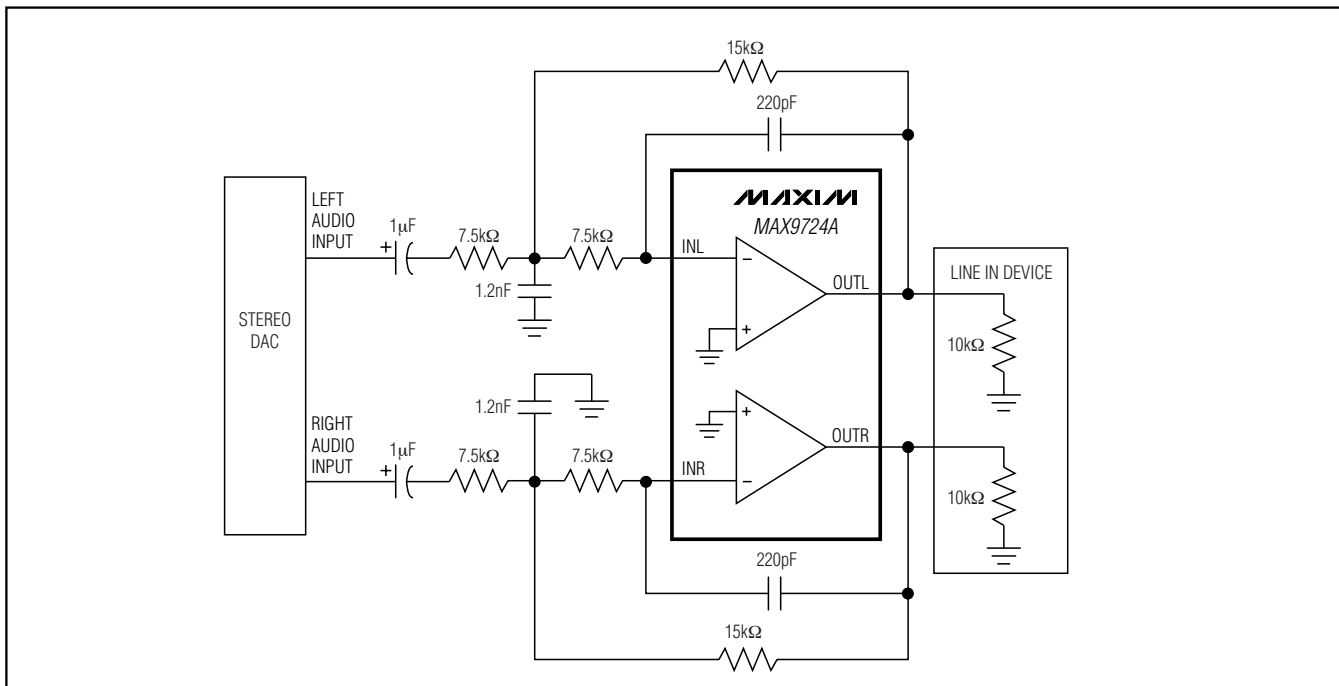 15kΩ
220pF
MAXIM
MAX9724A
LEFT
AUDIO
INPUT
1μF
+
7.5kΩ
7.5kΩ
INL
−
OUTL
LINE IN DEVICE
1.2nF
+
10kΩ
STEREO
DAC
1.2nF
+
RIGHT
AUDIO
INPUT
1μF
+
7.5kΩ
7.5kΩ
INR
−
OUTR
10kΩ
220pF
15kΩ